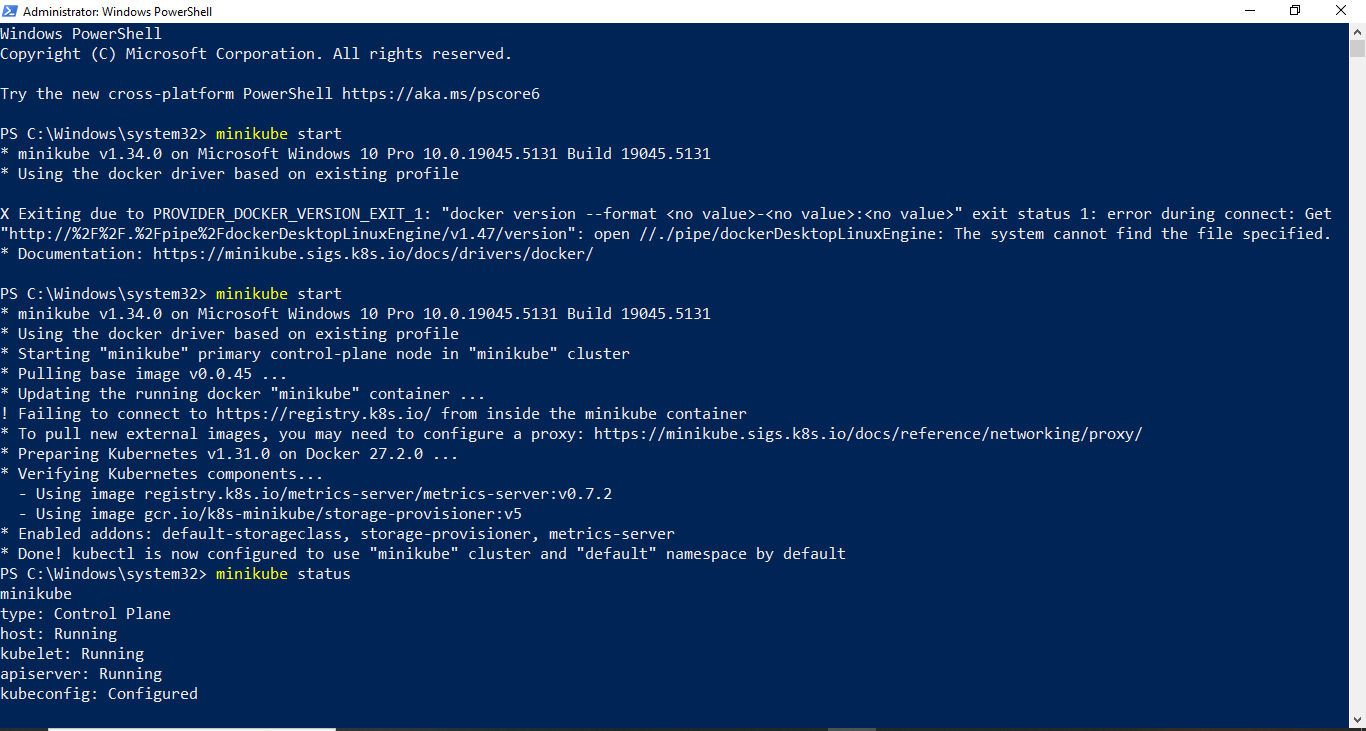 Administrator: Windows PowerShell
Windows PowerShell
Copyright (C) Microsoft Corporation. All rights reserved.
Try the new cross-platform PowerShell https://aka.ms/pscore6
PS C:\Windows\system32> minikube start
* minikube v1.34.0 on Microsoft Windows 10 Pro 10.0.19045.5131 Build 19045.5131
* Using the docker driver based on existing profile
X Exiting due to PROVIDER_DOCKER_VERSION_EXIT_1: "docker version --format <no value>-<no value>:<no value>" exit status 1: error during connect: Get
"http://%2F%2F.%2Fpipe%2FdockerDesktopLinuxEngine/v1.47/version": open //./pipe/dockerDesktopLinuxEngine: The system cannot find the file specified.
* Documentation: https://minikube.sigs.k8s.io/docs/drivers/docker/
PS C:\Windows\system32> minikube start
* minikube v1.34.0 on Microsoft Windows 10 Pro 10.0.19045.5131 Build 19045.5131
* Using the docker driver based on existing profile
* Starting "minikube" primary control-plane node in "minikube" cluster
* Pulling base image v0.0.45 ...
* Updating the running docker "minikube" container ...
! Failing to connect to https://registry.k8s.io/ from inside the minikube container
* To pull new external images, you may need to configure a proxy: https://minikube.sigs.k8s.io/docs/reference/networking/proxy/
* Preparing Kubernetes v1.31.0 on Docker 27.2.0 ...
* Verifying Kubernetes components...
  - Using image registry.k8s.io/metrics-server/metrics-server:v0.7.2
  - Using image gcr.io/k8s-minikube/storage-provisioner:v5
* Enabled addons: default-storageclass, storage-provisioner, metrics-server
* Done! kubectl is now configured to use "minikube" cluster and "default" namespace by default
PS C:\Windows\system32> minikube status
minikube
type: Control Plane
host: Running
kubelet: Running
apiserver: Running
kubeconfig: Configured